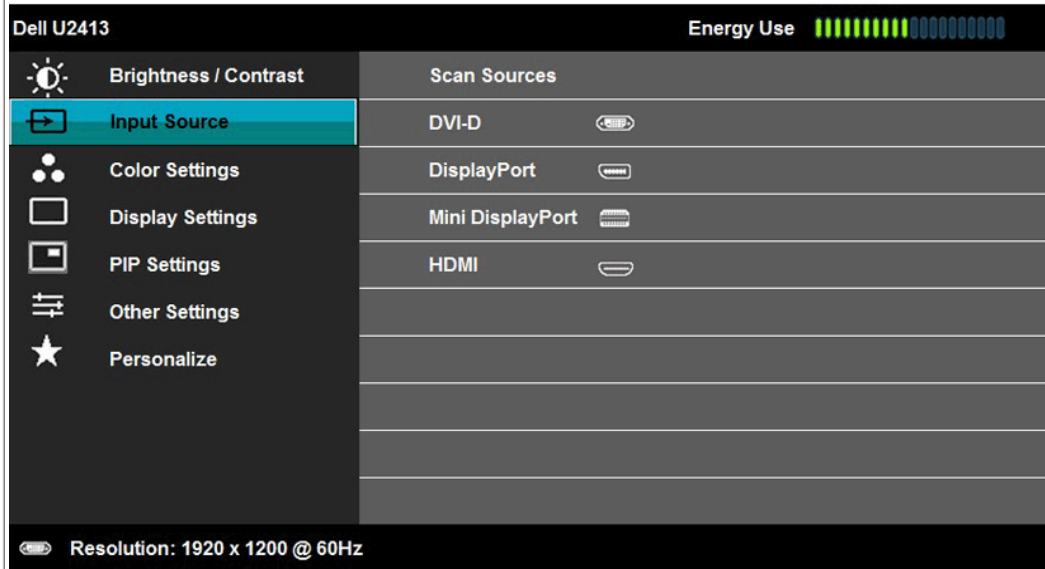 Dell U2413
Energy Use
Brightness / Contrast
Scan Sources
Input Source
DVI-D
Color Settings
DisplayPort
Display Settings
Mini DisplayPort
PIP Settings
HDMI
Other Settings
Personalize
Resolution: 1920 x 1200 @ 60Hz